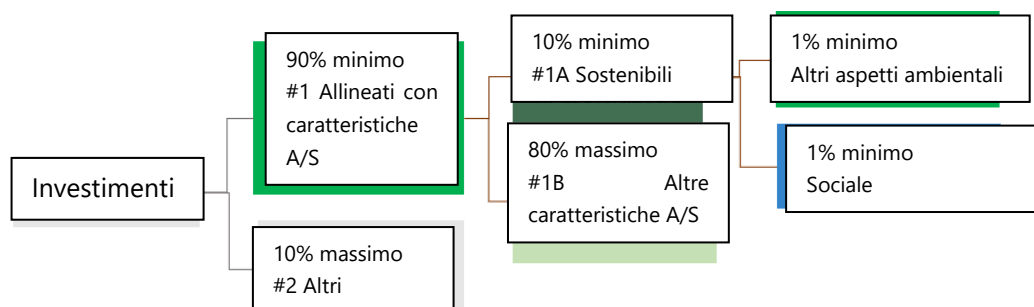 Investimenti
90% minimo
#1 Allineati con
caratteristiche
A/S
10% massimo
#2 Altri
10% minimo
#1A Sostenibili
80% massimo
#1B Altre
caratteristiche A/S
1% minimo
Altri aspetti ambientali
1% minimo
Sociale